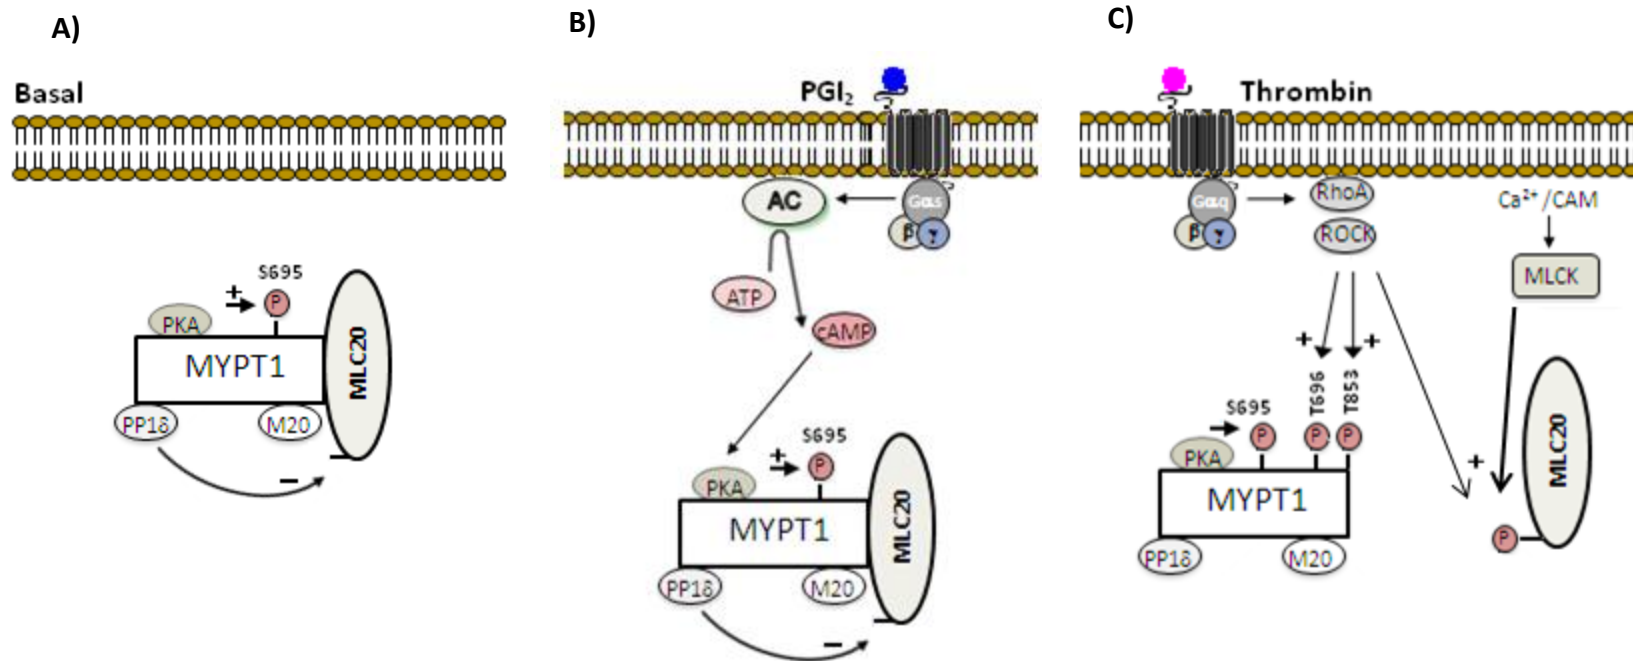 A)
Basal
S695
+
P
PKA
MYPT1
MLC20
PP1δ
M20
–
B)
PGI₂
AC
Gαs
β
γ
ATP
cAMP
S695
+
P
PKA
MYPT1
MLC20
PP1δ
M20
–
C)
Thrombin
Gαq
β
γ
RhoA
ROCK
Ca²⁺/CAM
MLCK
+
+
T696
T853
S695
P
P
P
+
PKA
MYPT1
MLC20
P
PP1δ
M20